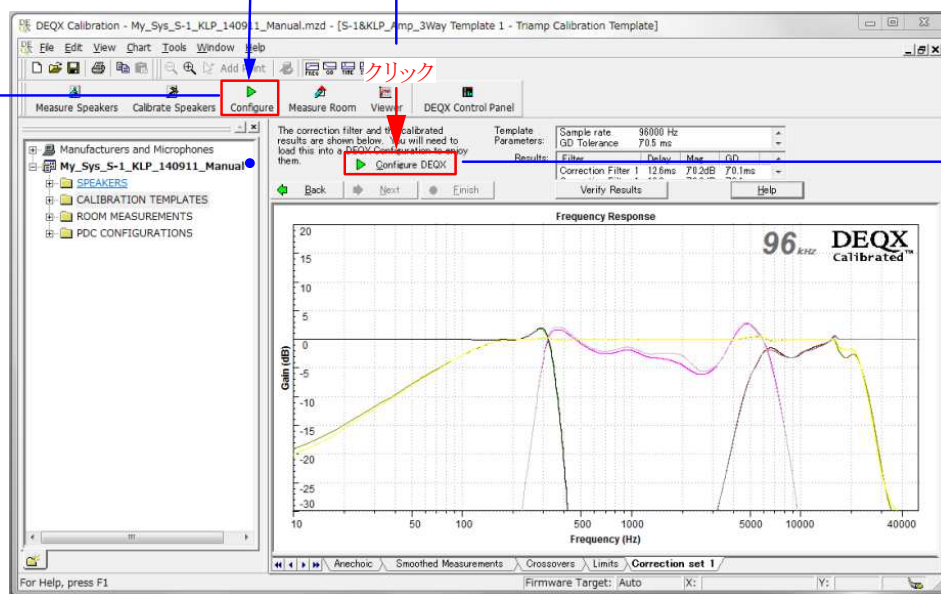 DEQX Calibration - My_Sys_S-1_KLP_140911_Manual.mzd - [S-1&KLP_Amp_3Way Template 1 - Triamp Calibration Template]
File Edit View Chart Tools Window Help
Add Point
クリック
Measure Speakers Calibrate Speakers Configure Measure Room Viewer DEQX Control Panel
Manufacturers and Microphones
My_Sys_S-1_KLP_140911_Manual
SPEAKERS
CALIBRATION TEMPLATES
ROOM MEASUREMENTS
PDC CONFIGURATIONS
The correction filter and the calibrated
results are shown below. You will need to
load this into a DEQX Configuration to enjoy
them.
Configure DEQX
Template
Parameters:
Sample rate 96000 Hz
GD Tolerance 70.5 ms
Results:
Filter Delay Mag GD
Correction Filter 1 12.6ms 70.2dB 70.1ms
Back Next Finish Verify Results Help
Frequency Response
96 kHz DEQX
Calibrated™
Gain (dB)
20
15
10
5
0
-5
-10
-15
-20
-25
-30
10 50 100 500 1000 5000 10000 40000
Frequency (Hz)
Anechoic Smoothed Measurements Crossovers Limits Correction set 1
For Help, press F1 Firmware Target: Auto X: Y: